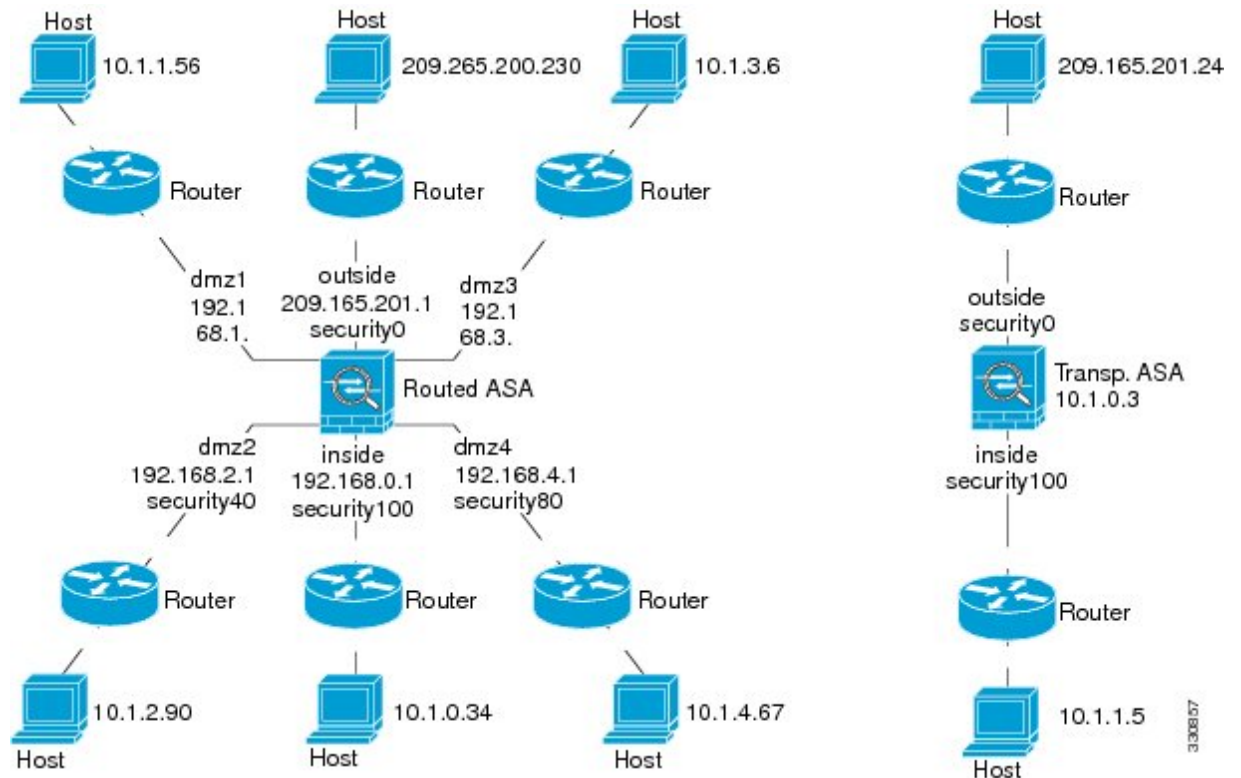 Host
10.1.1.56
Host
209.265.200.230
Host
10.1.3.6
Host
209.165.201.24
Router
Router
Router
Router
dmz1
192.1
68.1.
outside
209.165.201.1
security0
dmz3
192.1
68.3.
outside
security0
Routed ASA
Transp. ASA
10.1.0.3
dmz2
192.168.2.1
security40
inside
192.168.0.1
security100
dmz4
192.168.4.1
security80
inside
security100
Router
Router
Router
Router
10.1.2.90
Host
10.1.0.34
Host
10.1.4.67
Host
10.1.1.5
Host
330857